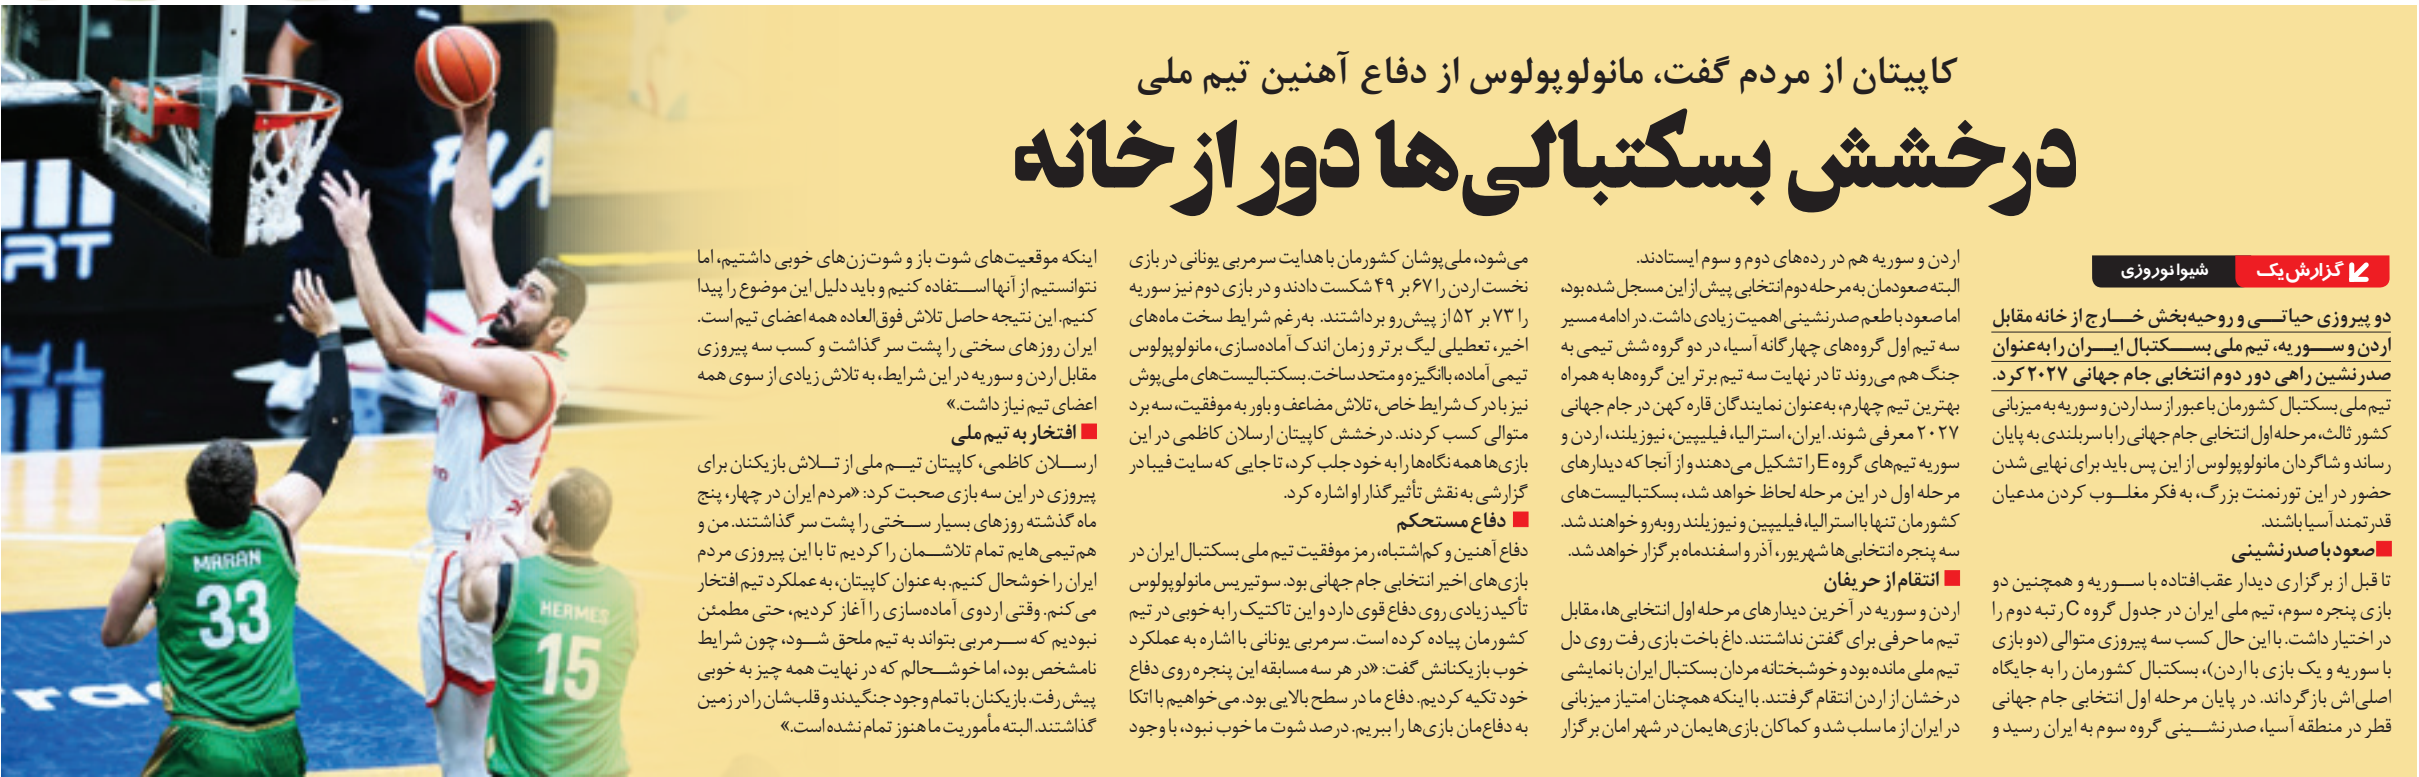 کاپیتان از مردم گفت، مانولوپولوس از دفاع آهنین تیم ملی
درخشش بسکتبالی‌ها دور از خانه
گزارش یک
شیوا نوروزی
دو پیروزی حیاتی و روحیه‌بخش خارج از خانه مقابل
اردن و سوریه، تیم ملی بسکتبال ایران را به‌عنوان
صدرنشین راهی دور دوم انتخابی جام جهانی ۲۰۲۷ کرد.
تیم ملی بسکتبال کشورمان با عبور از سد اردن و سوریه به میزبانی
کشور ثالث، مرحله اول انتخابی جام جهانی را با سربلندی به پایان
رساند و شاگردان مانولوپولوس از این پس باید برای نهایی شدن
حضور در این تورنمنت بزرگ، به فکر مغلوب کردن مدعیان
قدرتمند آسیا باشند.
صعود با صدرنشینی
تا قبل از برگزاری دیدار عقب‌افتاده با سوریه و همچنین دو
بازی پنجره سوم، تیم ملی ایران در جدول گروه C رتبه دوم را
در اختیار داشت. با این حال کسب سه پیروزی متوالی (دو بازی
با سوریه و یک بازی با اردن)، بسکتبال کشورمان را به جایگاه
اصلی‌اش بازگرداند. در پایان مرحله اول انتخابی جام جهانی
قطر در منطقه آسیا، صدرنشینی گروه سوم به ایران رسید و
اردن و سوریه هم در رده‌های دوم و سوم ایستادند.
البته صعودمان به مرحله دوم انتخابی پیش از این مسجل شده بود،
اما صعود با طعم صدرنشینی اهمیت زیادی داشت. در ادامه مسیر
سه تیم اول گروه‌های چهارگانه آسیا، در دو گروه شش تیمی به
جنگ هم می‌روند تا در نهایت سه تیم برتر این گروه‌ها به همراه
بهترین تیم چهارم، به‌عنوان نمایندگان قاره کهن در جام جهانی
۲۰۲۷ معرفی شوند. ایران، استرالیا، فیلیپین، نیوزیلند، اردن و
سوریه تیم‌های گروه E را تشکیل می‌دهند و از آنجا که دیدارهای
مرحله اول در این مرحله لحاظ خواهد شد، بسکتبالیست‌های
کشورمان تنها با استرالیا، فیلیپین و نیوزیلند روبه‌رو خواهند شد.
سه پنجره انتخابی‌ها شهریور، آذر و اسفندماه برگزار خواهد شد.
انتقام از حریفان
اردن و سوریه در آخرین دیدارهای مرحله اول انتخابی‌ها، مقابل
تیم ما حرفی برای گفتن نداشتند. داغ باخت بازی رفت روی دل
تیم ملی مانده بود و خوشبختانه مردان بسکتبال ایران با نمایشی
درخشان از اردن انتقام گرفتند. با اینکه همچنان امتیاز میزبانی
در ایران از ما سلب شد و کماکان بازی‌هایمان در شهر امان برگزار
می‌شود، ملی‌پوشان کشورمان با هدایت سرمربی یونانی در بازی
نخست اردن را ۶۷ بر ۴۹ شکست دادند و در بازی دوم نیز سوریه
را ۷۳ بر ۵۲ از پیش‌رو برداشتند. به‌رغم شرایط سخت ماه‌های
اخیر، تعطیلی لیگ برتر و زمان اندک آماده‌سازی، مانولوپولوس
تیمی آماده، باانگیزه و متحد ساخت. بسکتبالیست‌های ملی‌پوش
نیز با درک شرایط خاص، تلاش مضاعف و باور به موفقیت، سه برد
متوالی کسب کردند. درخشش کاپیتان ارسلان کاظمی در این
بازی‌ها همه نگاه‌ها را به خود جلب کرد، تا جایی که سایت فیبا در
گزارشی به نقش تأثیرگذار او اشاره کرد.
دفاع مستحکم
دفاع آهنین و کم‌اشتباه، رمز موفقیت تیم ملی بسکتبال ایران در
بازی‌های اخیر انتخابی جام جهانی بود. سوتیریس مانولوپولوس
تأکید زیادی روی دفاع قوی دارد و این تاکتیک را به خوبی در تیم
کشورمان پیاده کرده است. سرمربی یونانی با اشاره به عملکرد
خوب بازیکنانش گفت: «در هر سه مسابقه این پنجره روی دفاع
خود تکیه کردیم. دفاع ما در سطح بالایی بود. می‌خواهیم با اتکا
به دفاع‌مان بازی‌ها را ببریم. درصد شوت ما خوب نبود، با وجود
اینکه موقعیت‌های شوت باز و شوت‌زن‌های خوبی داشتیم، اما
نتوانستیم از آنها استفاده کنیم و باید دلیل این موضوع را پیدا
کنیم. این نتیجه حاصل تلاش فوق‌العاده همه اعضای تیم است.
ایران روزهای سختی را پشت سر گذاشت و کسب سه پیروزی
مقابل اردن و سوریه در این شرایط، به تلاش زیادی از سوی همه
اعضای تیم نیاز داشت.»
افتخار به تیم ملی
ارسلان کاظمی، کاپیتان تیم ملی از تلاش بازیکنان برای
پیروزی در این سه بازی صحبت کرد: «مردم ایران در چهار، پنج
ماه گذشته روزهای بسیار سختی را پشت سر گذاشتند. من و
هم‌تیمی‌هایم تمام تلاشمان را کردیم تا با این پیروزی مردم
ایران را خوشحال کنیم. به عنوان کاپیتان، به عملکرد تیم افتخار
می‌کنم. وقتی اردوی آماده‌سازی را آغاز کردیم، حتی مطمئن
نبودیم که سرمربی بتواند به تیم ملحق شود، چون شرایط
نامشخص بود، اما خوشحالم که در نهایت همه چیز به خوبی
پیش رفت. بازیکنان با تمام وجود جنگیدند و قلب‌شان را در زمین
گذاشتند. البته مأموریت ما هنوز تمام نشده است.»
MARAN
33
HERMES
15